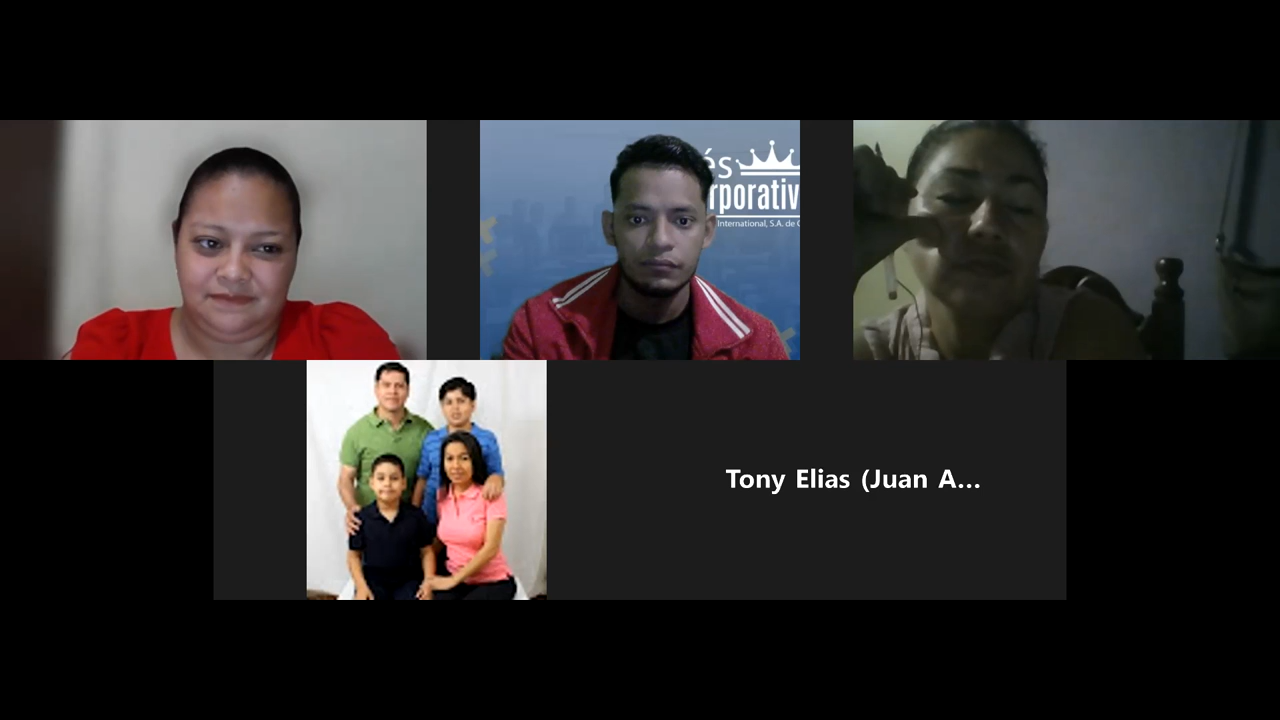 és
rporativ
International, S.A. de C
Tony Elias (Juan A...